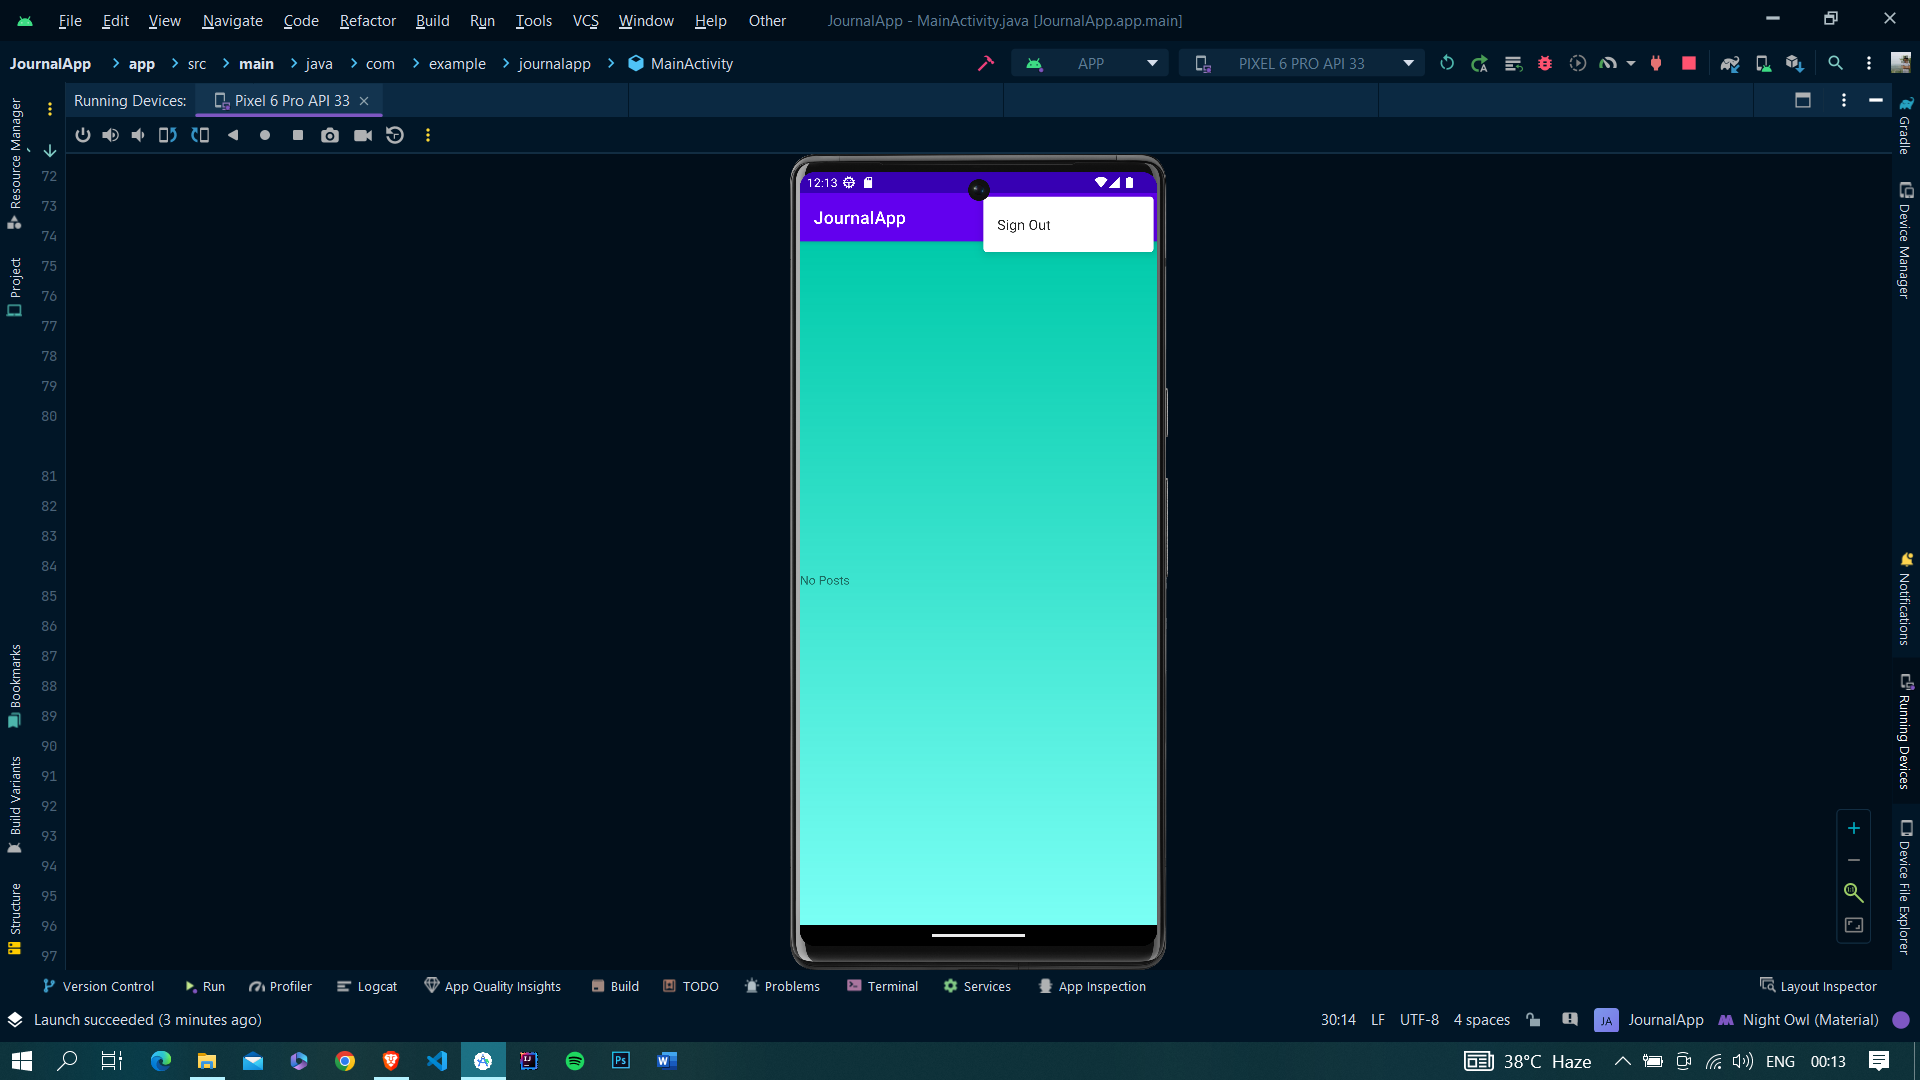 File Edit View Navigate Code Refactor Build Run Tools VCS Window Help Other JournalApp - MainActivity.java [JournalApp.app.main]
JournalApp app src main java com example journalapp MainActivity APP PIXEL 6 PRO API 33
Running Devices: Pixel 6 Pro API 33
Resource Manager
Project
Bookmarks
Build Variants
Structure
72
73
74
75
76
77
78
79
80
81
82
83
84
85
86
87
88
89
90
91
92
93
94
95
96
97
12:13
JournalApp
Sign Out
No Posts
Gradle
Device Manager
Notifications
Running Devices
Device File Explorer
1:1
Version Control Run Profiler Logcat App Quality Insights Build TODO Problems Terminal Services App Inspection Layout Inspector
Launch succeeded (3 minutes ago) 30:14 LF UTF-8 4 spaces JA JournalApp Night Owl (Material)
Ps W 38°C Haze ENG 00:13